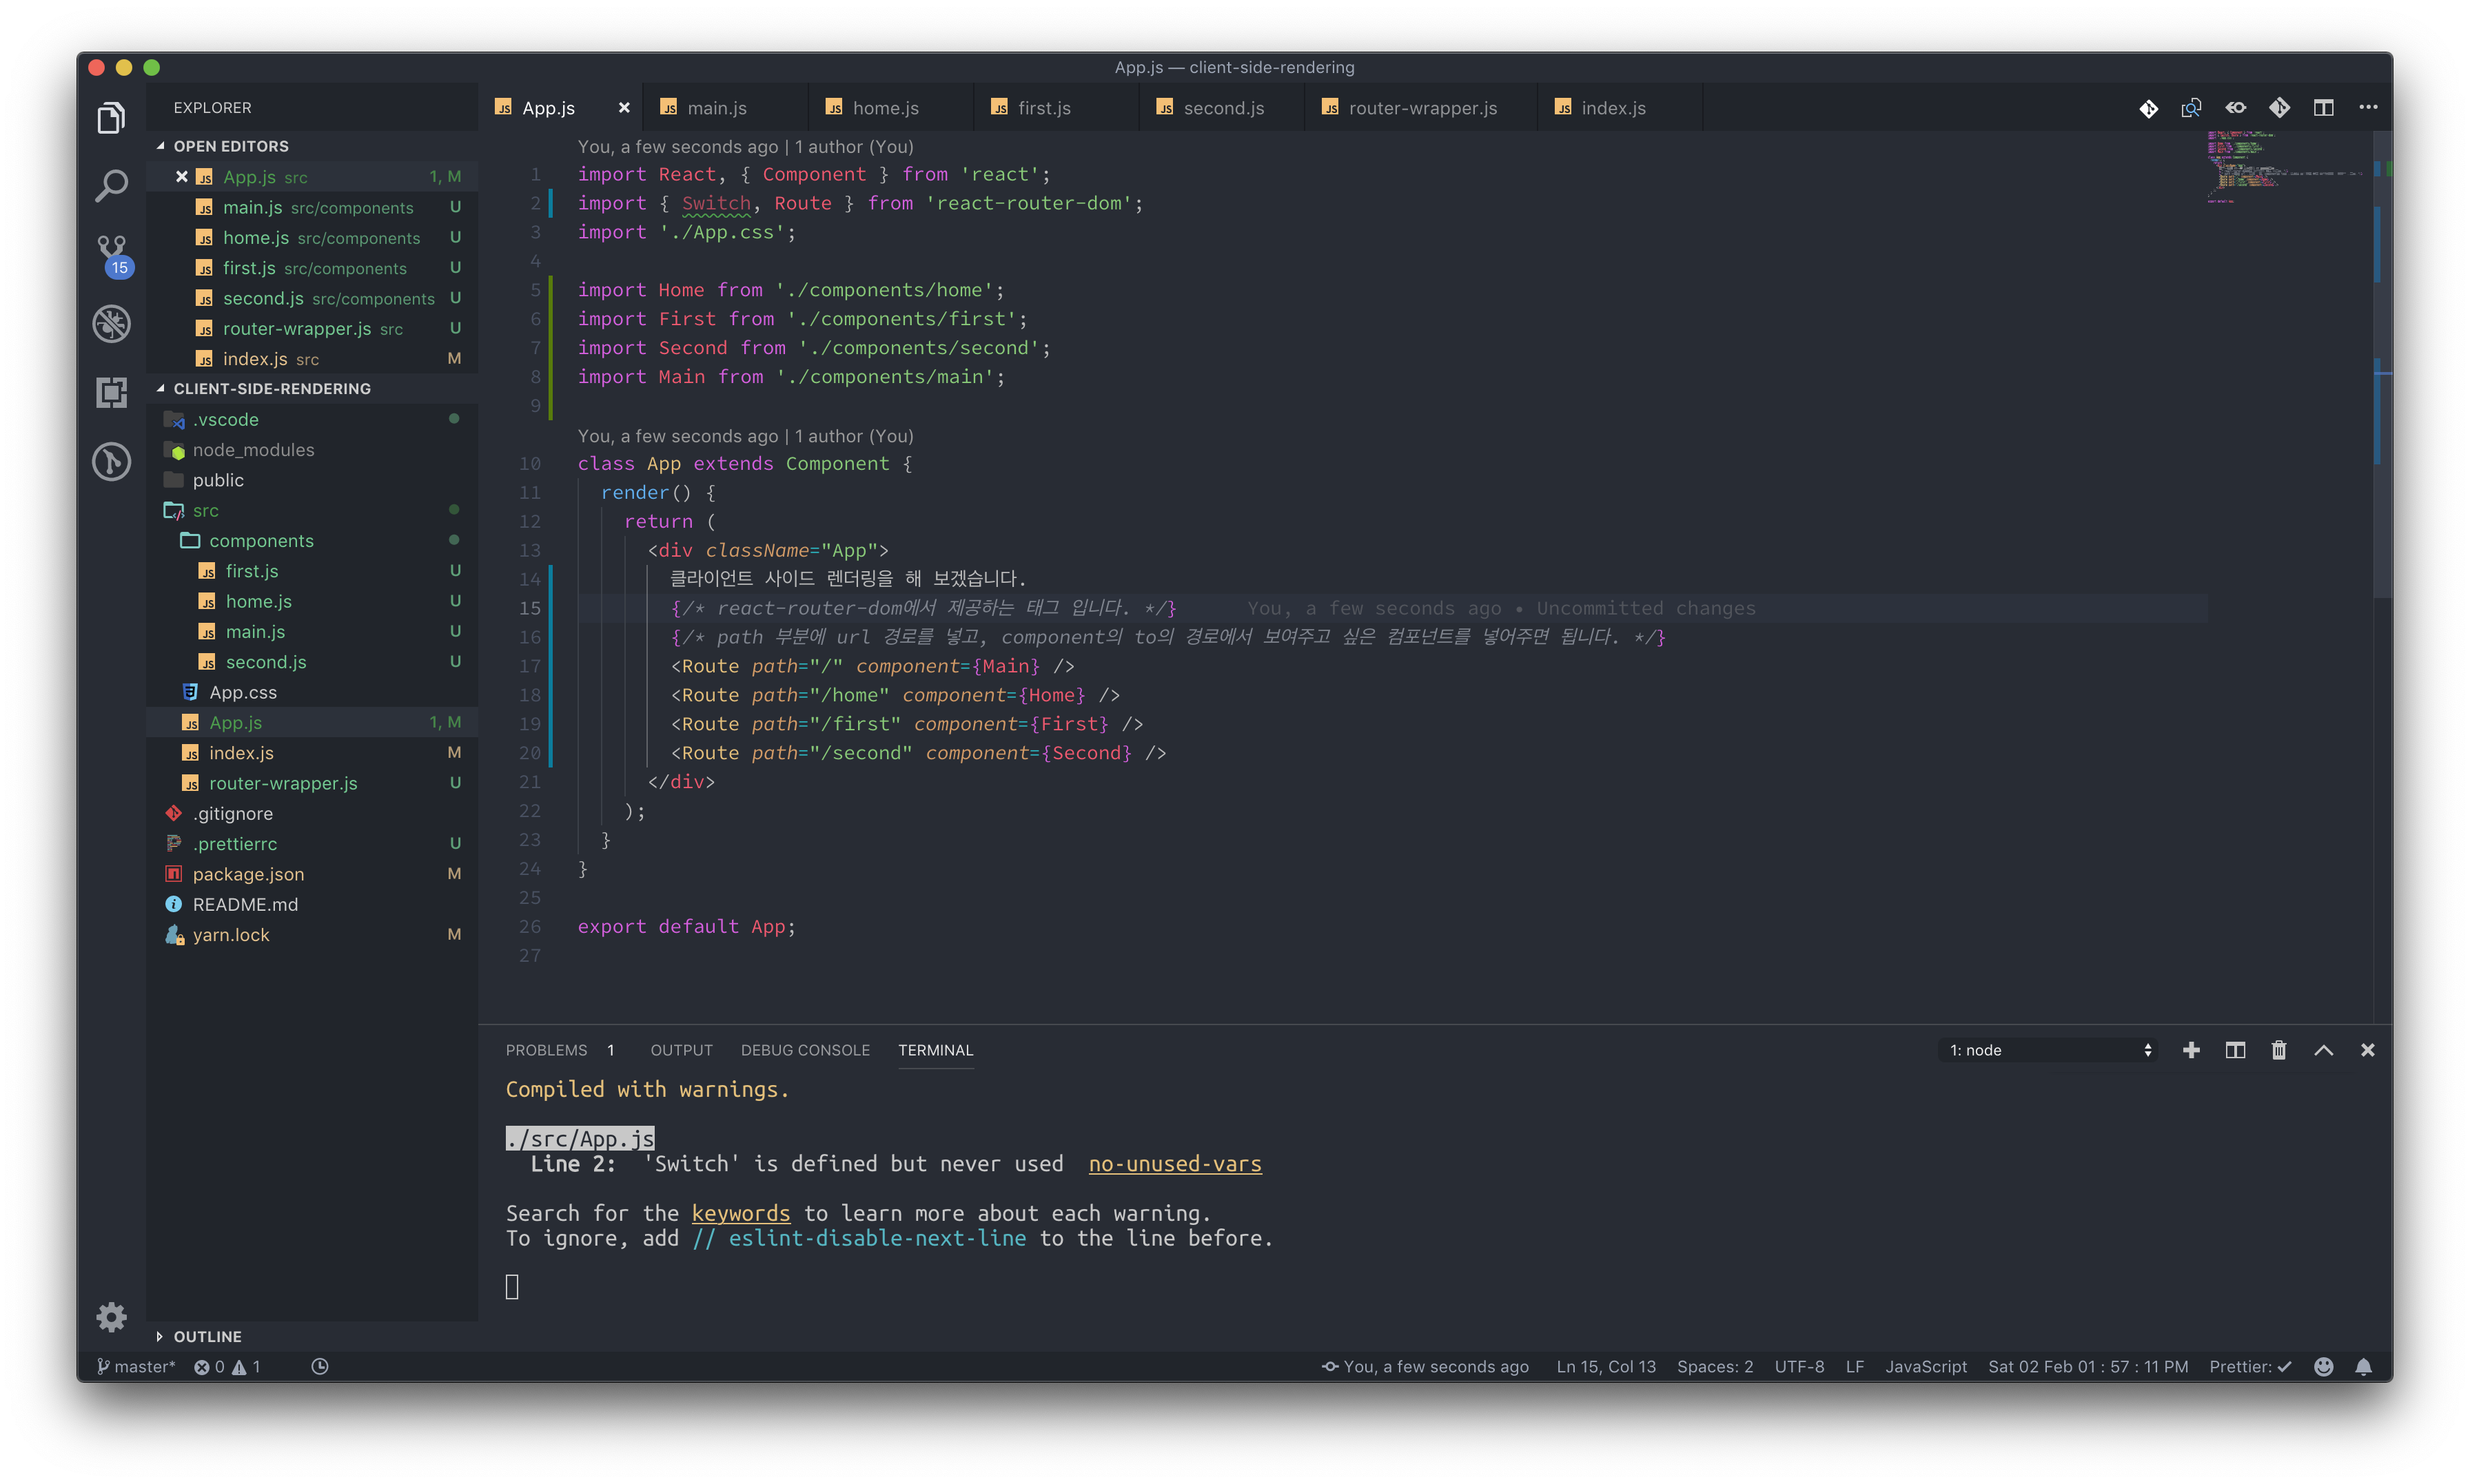 App.js — client-side-rendering
EXPLORER
OPEN EDITORS
App.js src 1, M
main.js src/components U
home.js src/components U
first.js src/components U
second.js src/components U
router-wrapper.js src U
index.js src M
CLIENT-SIDE-RENDERING
.vscode
node_modules
public
src
components
first.js U
home.js U
main.js U
second.js U
App.css
App.js 1, M
index.js M
router-wrapper.js U
.gitignore
.prettierrc U
package.json M
README.md
yarn.lock M
OUTLINE
15
App.js main.js home.js first.js second.js router-wrapper.js index.js
You, a few seconds ago | 1 author (You)
1 import React, { Component } from 'react';
2 import { Switch, Route } from 'react-router-dom';
3 import './App.css';
4
5 import Home from './components/home';
6 import First from './components/first';
7 import Second from './components/second';
8 import Main from './components/main';
9
You, a few seconds ago | 1 author (You)
10 class App extends Component {
11 render() {
12 return (
13 <div className="App">
14 클라이언트 사이드 렌더링을 해 보겠습니다.
15 {/* react-router-dom에서 제공하는 태그 입니다. */} You, a few seconds ago • Uncommitted changes
16 {/* path 부분에 url 경로를 넣고, component의 to의 경로에서 보여주고 싶은 컴포넌트를 넣어주면 됩니다. */}
17 <Route path="/" component={Main} />
18 <Route path="/home" component={Home} />
19 <Route path="/first" component={First} />
20 <Route path="/second" component={Second} />
21 </div>
22 );
23 }
24 }
25
26 export default App;
27
PROBLEMS 1 OUTPUT DEBUG CONSOLE TERMINAL 1: node
Compiled with warnings.
./src/App.js
Line 2: 'Switch' is defined but never used no-unused-vars
Search for the keywords to learn more about each warning.
To ignore, add // eslint-disable-next-line to the line before.
master* 0 1 You, a few seconds ago Ln 15, Col 13 Spaces: 2 UTF-8 LF JavaScript Sat 02 Feb 01 : 57 : 11 PM Prettier: ✓